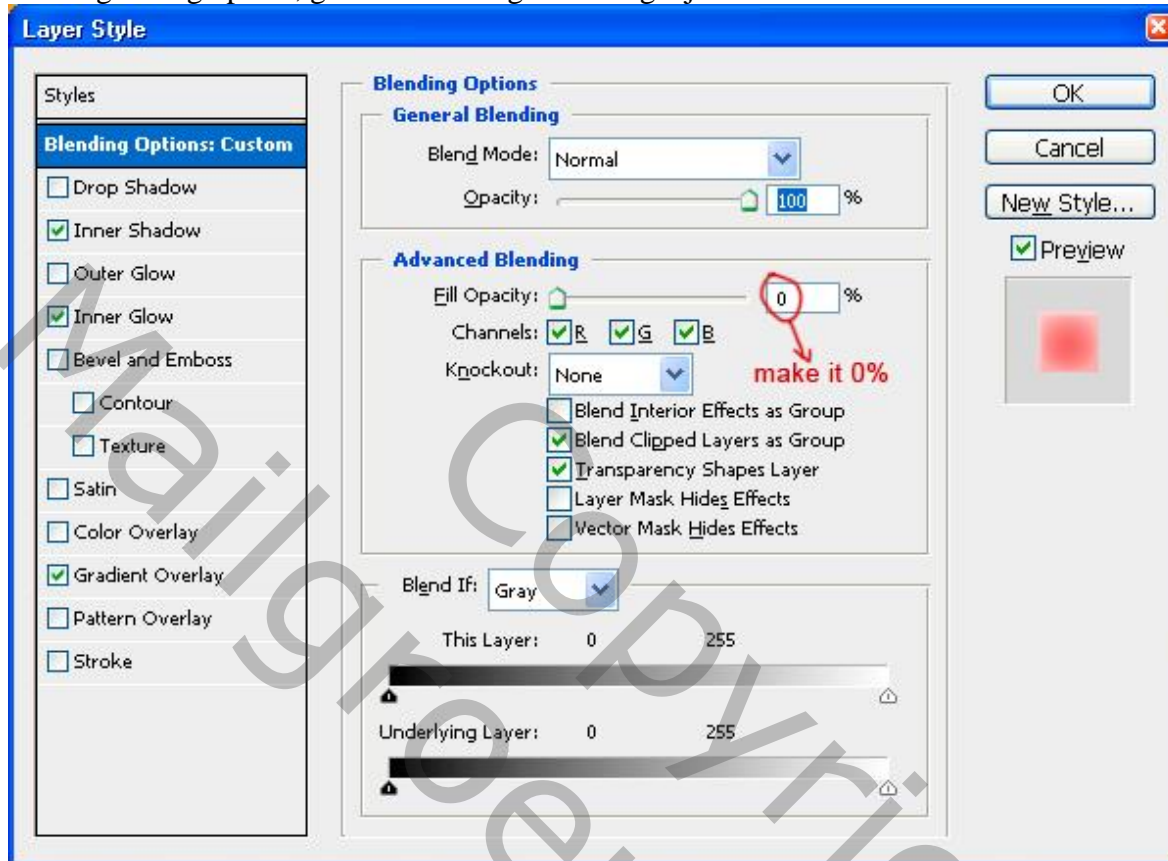 Layer Style
Styles
Blending Options: Custom
Drop Shadow
Inner Shadow
Outer Glow
Inner Glow
Bevel and Emboss
Contour
Texture
Satin
Color Overlay
Gradient Overlay
Pattern Overlay
Stroke
Blending Options
General Blending
Blend Mode: Normal
Opacity: 100 %
Advanced Blending
Fill Opacity: 0 %
Channels: R G B
Knockout: None
make it 0%
Blend Interior Effects as Group
Blend Clipped Layers as Group
Transparency Shapes Layer
Layer Mask Hides Effects
Vector Mask Hides Effects
Blend If: Gray
This Layer: 0 255
Underlying Layer: 0 255
OK
Cancel
New Style...
Preview